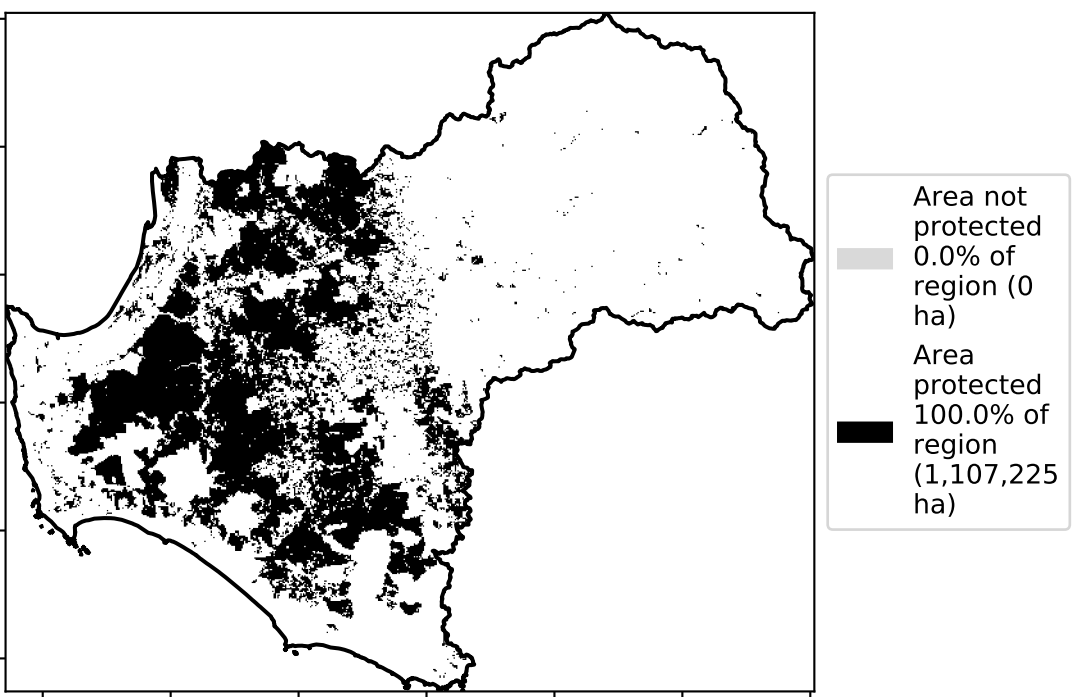 Area not
protected
0.0% of
region (0
ha)
Area
protected
100.0% of
region
(1,107,225
ha)